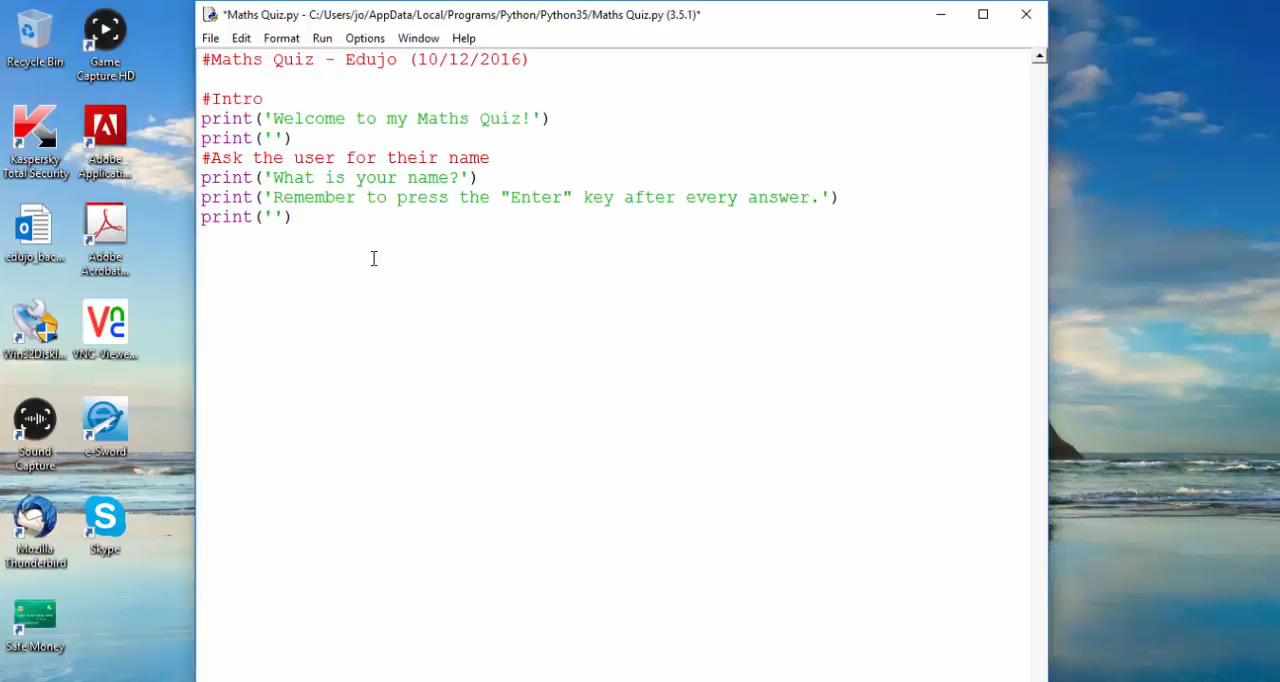 *Maths Quiz.py - C:/Users/jo/AppData/Local/Programs/Python/Python35/Maths Quiz.py (3.5.1)*
File Edit Format Run Options Window Help
#Maths Quiz - Edujo (10/12/2016)
#Intro
print('Welcome to my Maths Quiz!')
print('')
#Ask the user for their name
print('What is your name?')
print('Remember to press the "Enter" key after every answer.')
print('')
Recycle Bin
Game
Capture HD
Kaspersky
Total Security
Adobe
Applicati...
edujo_bac...
Adobe
Acrobat...
Win32DiskI...
VNC-Viewe...
Sound
Capture
e-Sword
Mozilla
Thunderbird
Skype
Safe Money